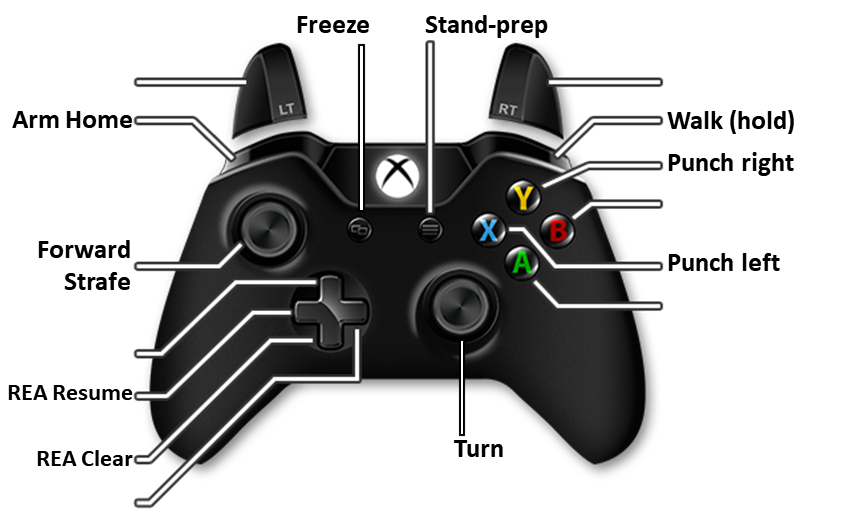 Freeze
Stand-prep
LT
RT
Arm Home
Walk (hold)
Punch right
Y
X
B
A
Forward
Strafe
Punch left
REA Resume
REA Clear
Turn